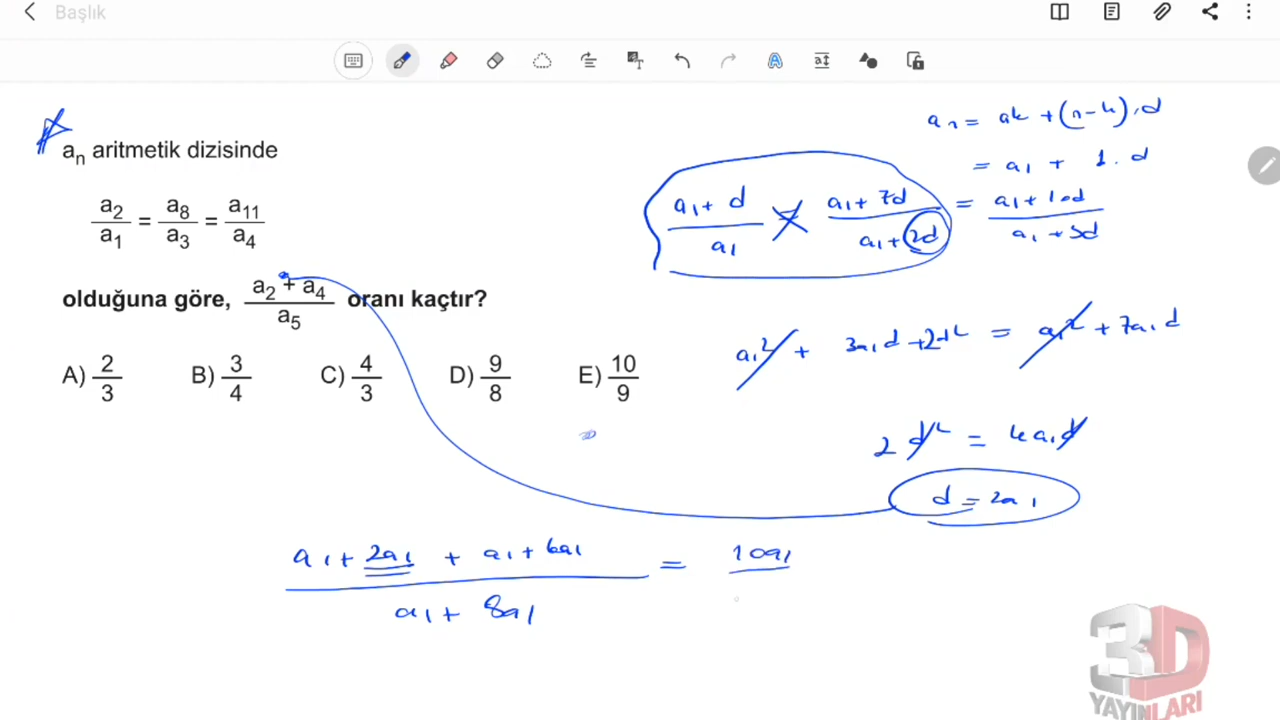 Başlık
aₙ aritmetik dizisinde
a₂/a₁ = a₈/a₃ = a₁₁/a₄
olduğuna göre, (a₂ + a₄)/a₅ oranı kaçtır?
A) 2/3 B) 3/4 C) 4/3 D) 9/8 E) 10/9
aₙ = ak + (n-k).d
= a₁ + 1.d
(a₁+d)/a₁ (a₁+7d)/(a₁+2d) = (a₁+10d)/(a₁+3d)
a₁² + 3a₁d+2d² = a₁² + 7a₁d
2d² = 4a₁d
d = 2a₁
(a₁+2a₁ + a₁+6a₁)/(a₁+8a₁) = 10a₁
3D
YAYINLARI